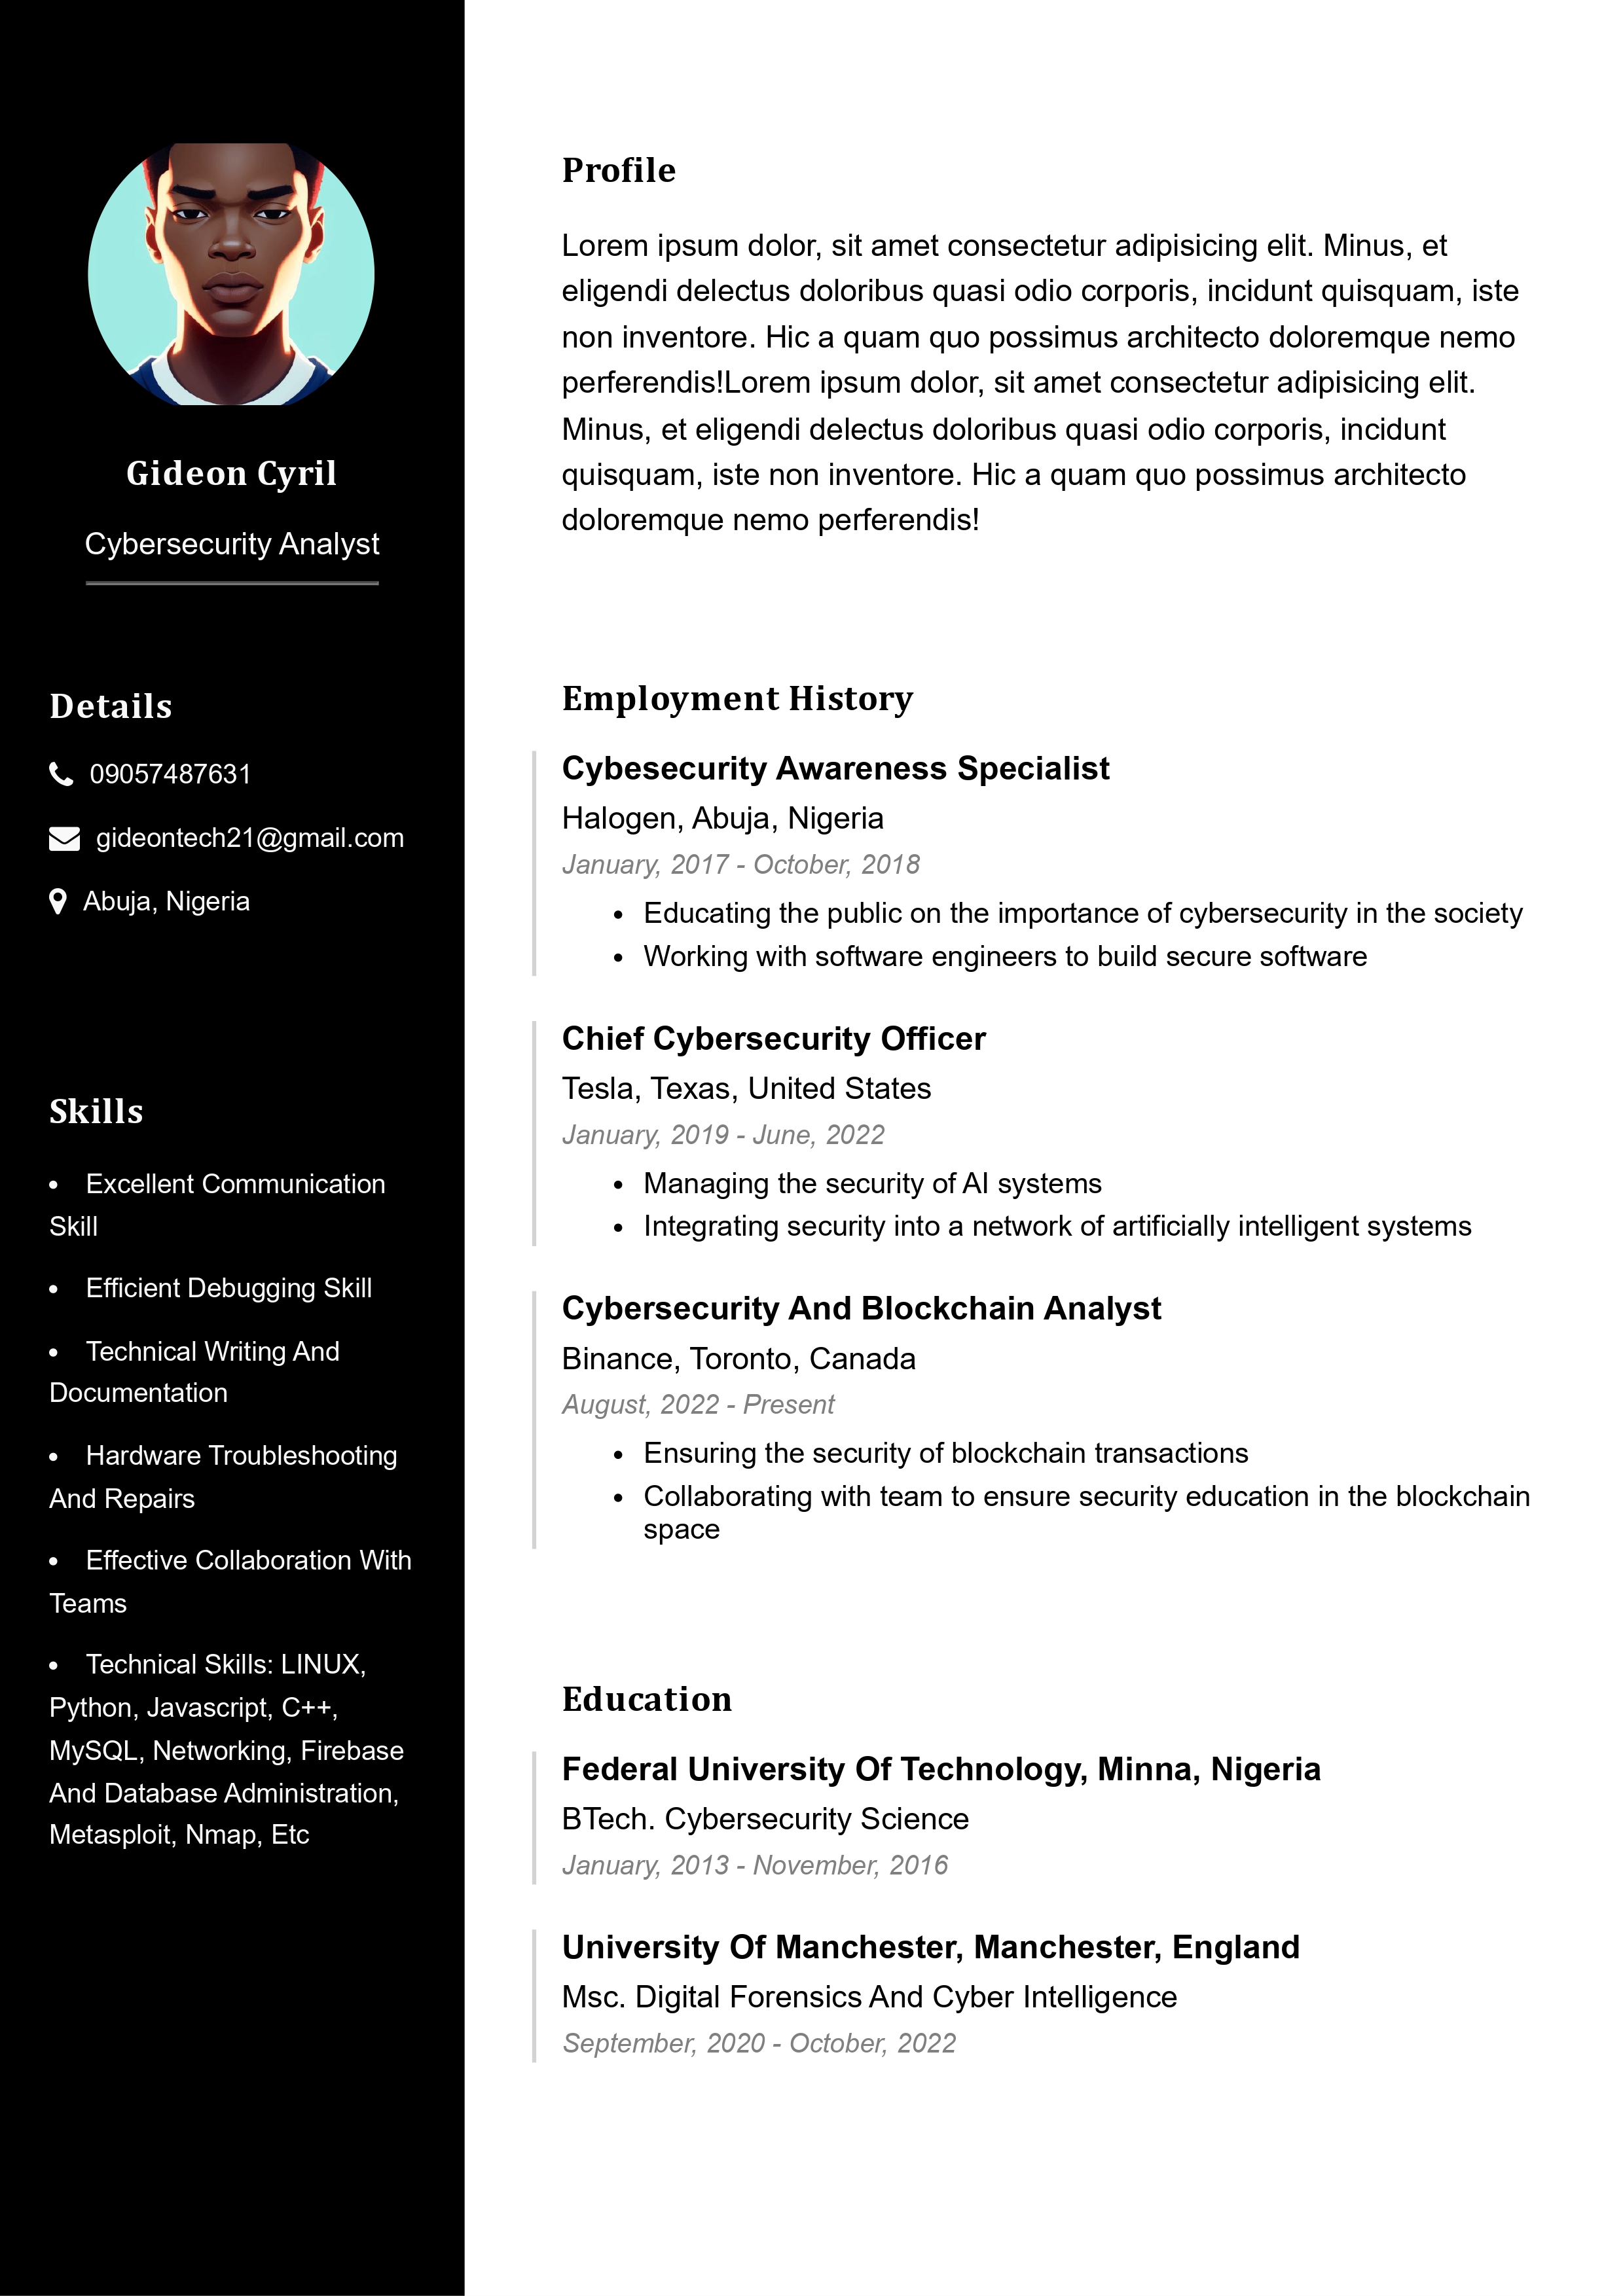 Gideon Cyril
Cybersecurity Analyst
Details
09057487631
gideontech21@gmail.com
Abuja, Nigeria
Skills
• Excellent Communication
Skill
• Efficient Debugging Skill
• Technical Writing And
Documentation
• Hardware Troubleshooting
And Repairs
• Effective Collaboration With
Teams
• Technical Skills: LINUX,
Python, Javascript, C++,
MySQL, Networking, Firebase
And Database Administration,
Metasploit, Nmap, Etc
Profile
Lorem ipsum dolor, sit amet consectetur adipisicing elit. Minus, et
eligendi delectus doloribus quasi odio corporis, incidunt quisquam, iste
non inventore. Hic a quam quo possimus architecto doloremque nemo
perferendis!Lorem ipsum dolor, sit amet consectetur adipisicing elit.
Minus, et eligendi delectus doloribus quasi odio corporis, incidunt
quisquam, iste non inventore. Hic a quam quo possimus architecto
doloremque nemo perferendis!
Employment History
Cybesecurity Awareness Specialist
Halogen, Abuja, Nigeria
January, 2017 - October, 2018
• Educating the public on the importance of cybersecurity in the society
• Working with software engineers to build secure software
Chief Cybersecurity Officer
Tesla, Texas, United States
January, 2019 - June, 2022
• Managing the security of AI systems
• Integrating security into a network of artificially intelligent systems
Cybersecurity And Blockchain Analyst
Binance, Toronto, Canada
August, 2022 - Present
• Ensuring the security of blockchain transactions
• Collaborating with team to ensure security education in the blockchain
space
Education
Federal University Of Technology, Minna, Nigeria
BTech. Cybersecurity Science
January, 2013 - November, 2016
University Of Manchester, Manchester, England
Msc. Digital Forensics And Cyber Intelligence
September, 2020 - October, 2022